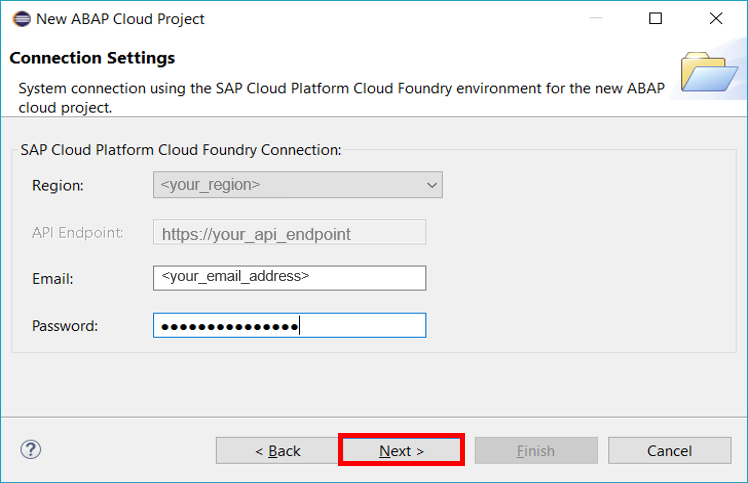 New ABAP Cloud Project
Connection Settings
System connection using the SAP Cloud Platform Cloud Foundry environment for the new ABAP
cloud project.
SAP Cloud Platform Cloud Foundry Connection:
Region: <your_region>
API Endpoint: https://your_api_endpoint
Email: <your_email_address>
Password: ●●●●●●●●●●●●●●●
? < Back Next > Finish Cancel